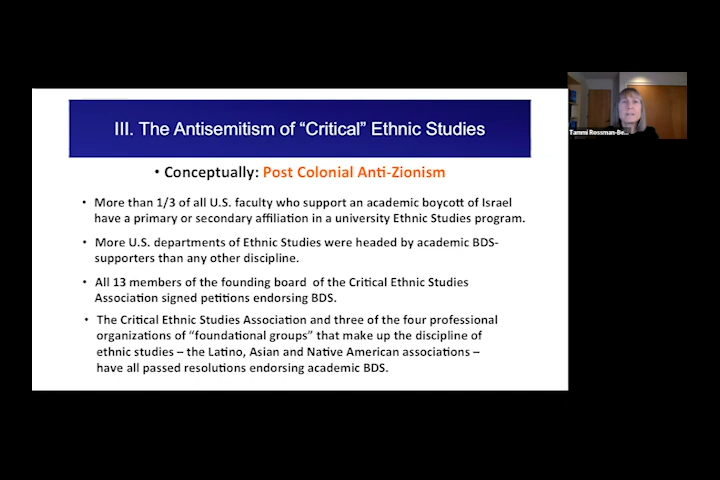 III. The Antisemitism of “Critical” Ethnic Studies
• Conceptually: Post Colonial Anti-Zionism
• More than 1/3 of all U.S. faculty who support an academic boycott of Israel
have a primary or secondary affiliation in a university Ethnic Studies program.
• More U.S. departments of Ethnic Studies were headed by academic BDS-
supporters than any other discipline.
• All 13 members of the founding board of the Critical Ethnic Studies
Association signed petitions endorsing BDS.
• The Critical Ethnic Studies Association and three of the four professional
organizations of “foundational groups” that make up the discipline of
ethnic studies – the Latino, Asian and Native American associations –
have all passed resolutions endorsing academic BDS.
Tammi Rossman-Be...